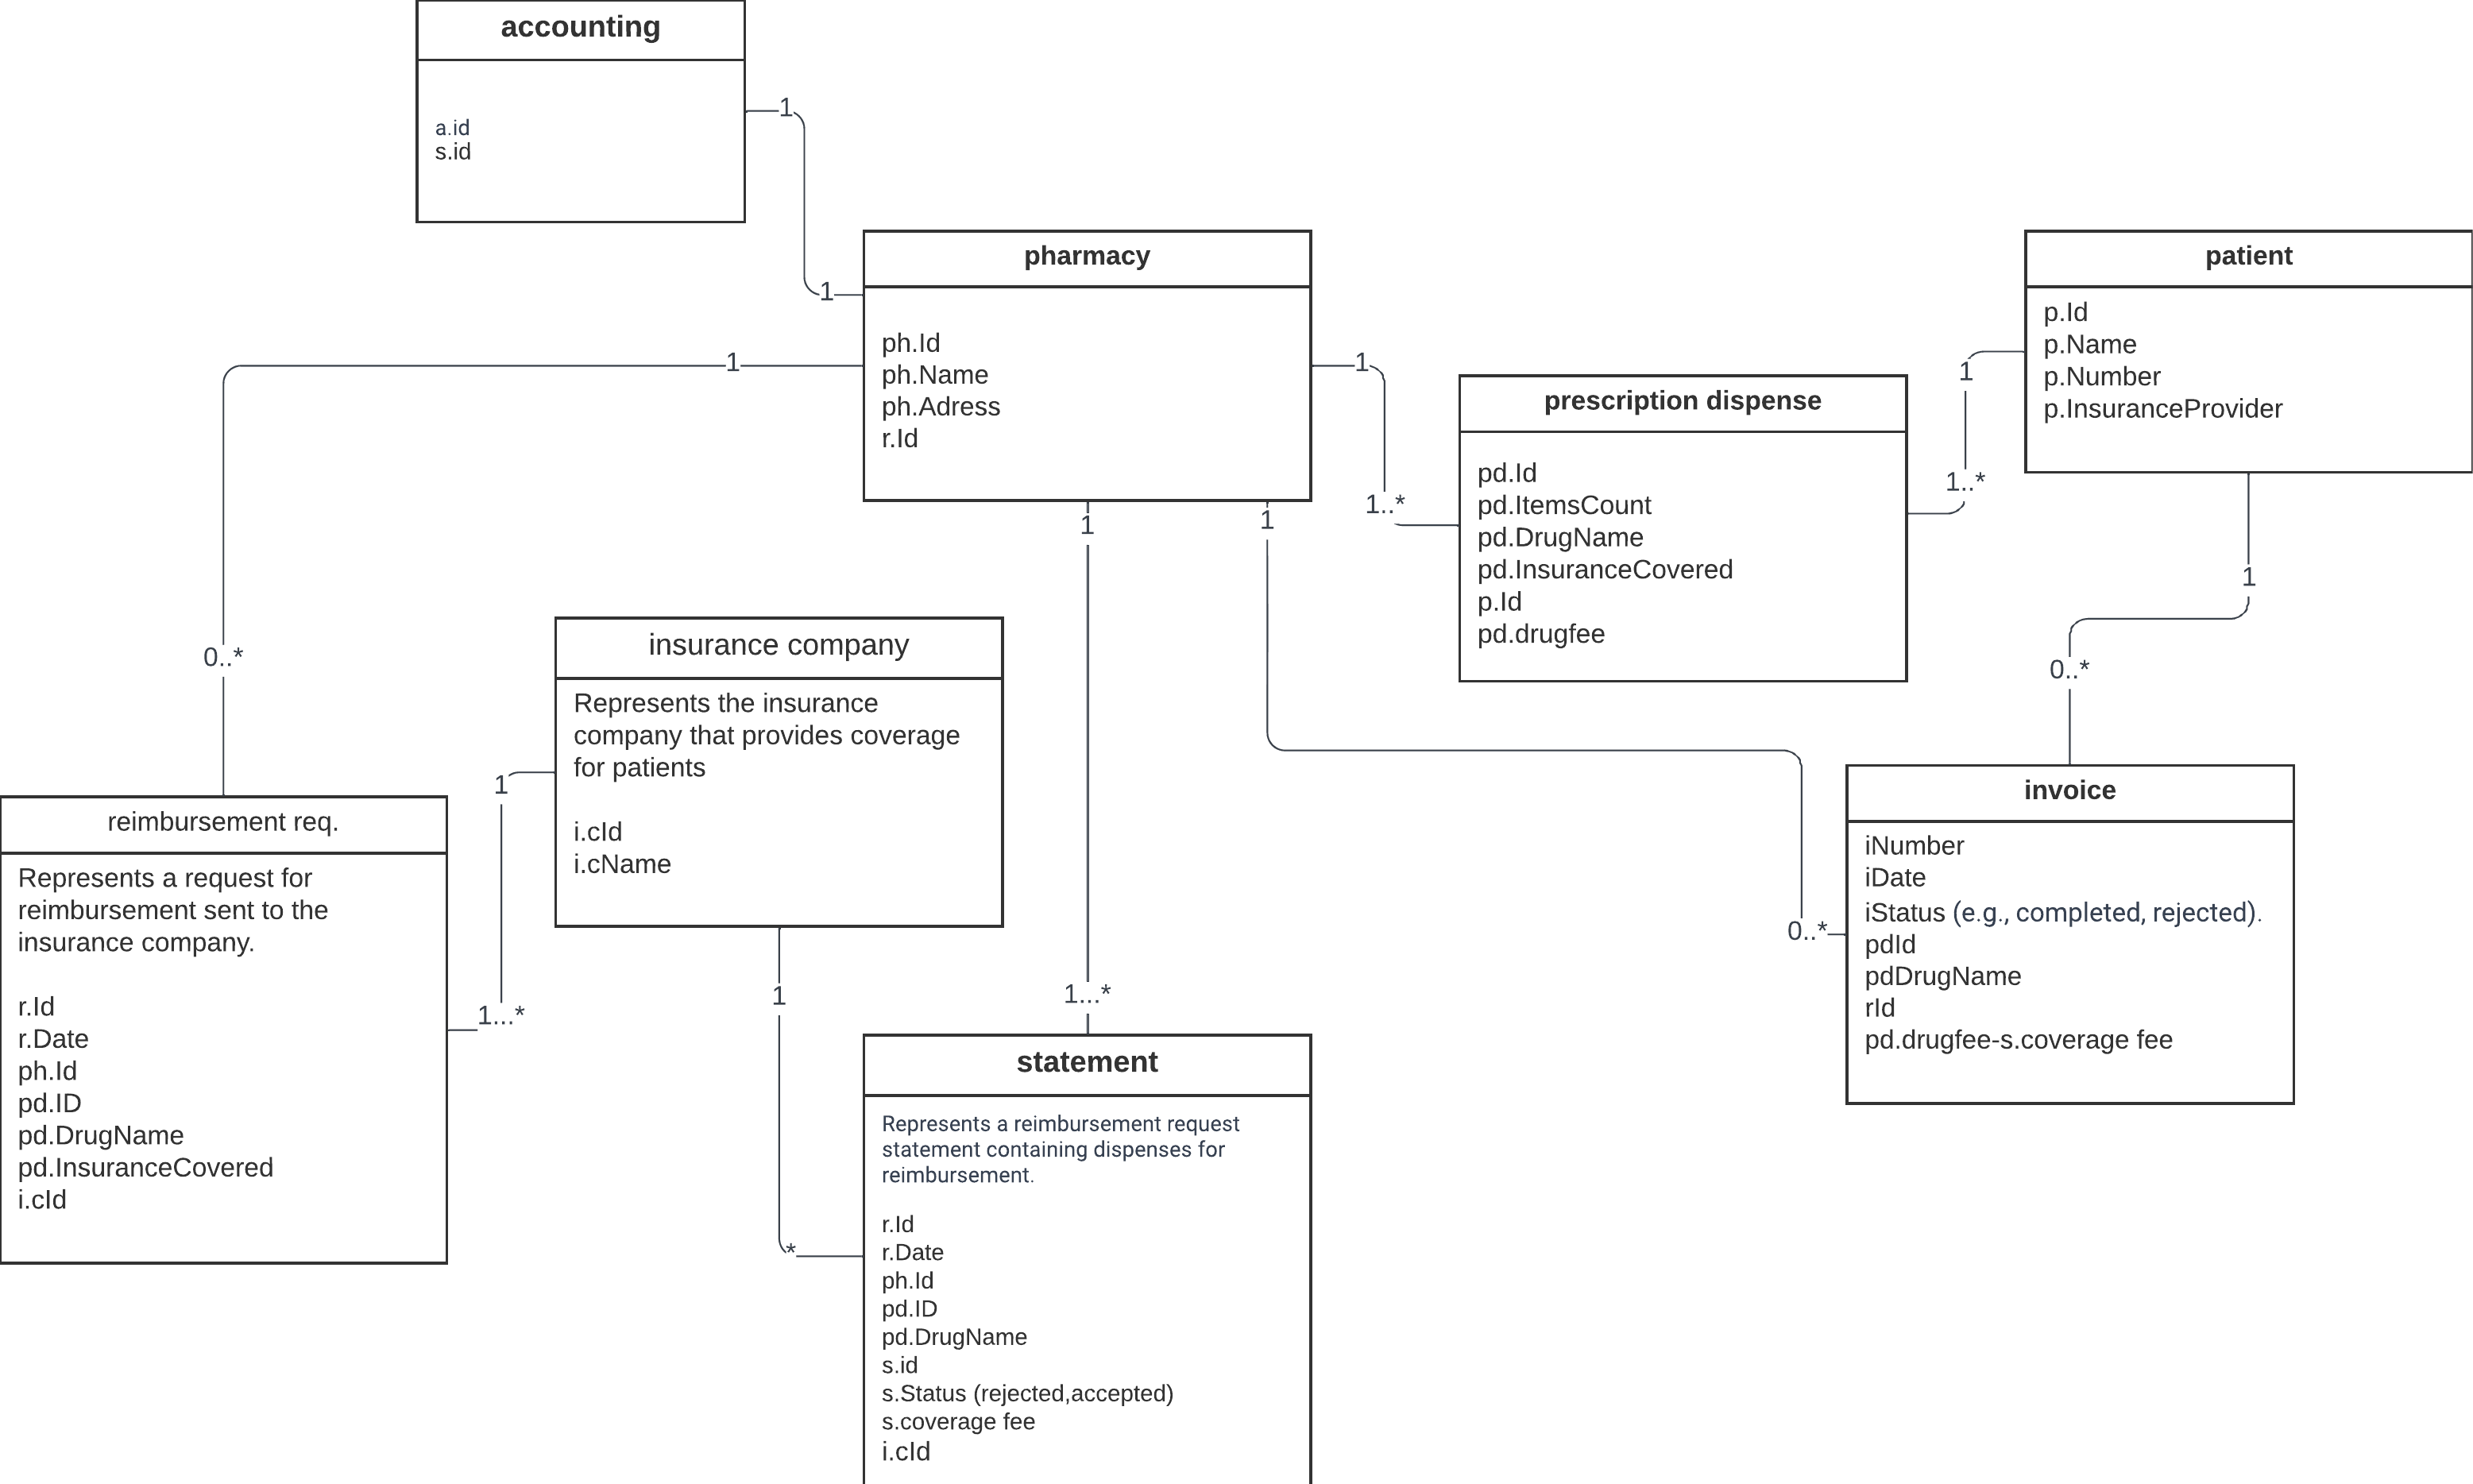 accounting
a.id
s.id
1
1
pharmacy
ph.Id
ph.Name
ph.Adress
r.Id
1
0..*
1
1..*
1
1
prescription dispense
pd.Id
pd.ItemsCount
pd.DrugName
pd.InsuranceCovered
p.Id
pd.drugfee
1
1..*
patient
p.Id
p.Name
p.Number
p.InsuranceProvider
1
0..*
insurance company
Represents the insurance
company that provides coverage
for patients
i.cId
i.cName
1
1...*
1
*
1...*
0..*
reimbursement req.
Represents a request for
reimbursement sent to the
insurance company.
r.Id
r.Date
ph.Id
pd.ID
pd.DrugName
pd.InsuranceCovered
i.cId
statement
Represents a reimbursement request
statement containing dispenses for
reimbursement.
r.Id
r.Date
ph.Id
pd.ID
pd.DrugName
s.id
s.Status (rejected,accepted)
s.coverage fee
i.cId
invoice
iNumber
iDate
iStatus (e.g., completed, rejected).
pdId
pdDrugName
rId
pd.drugfee-s.coverage fee